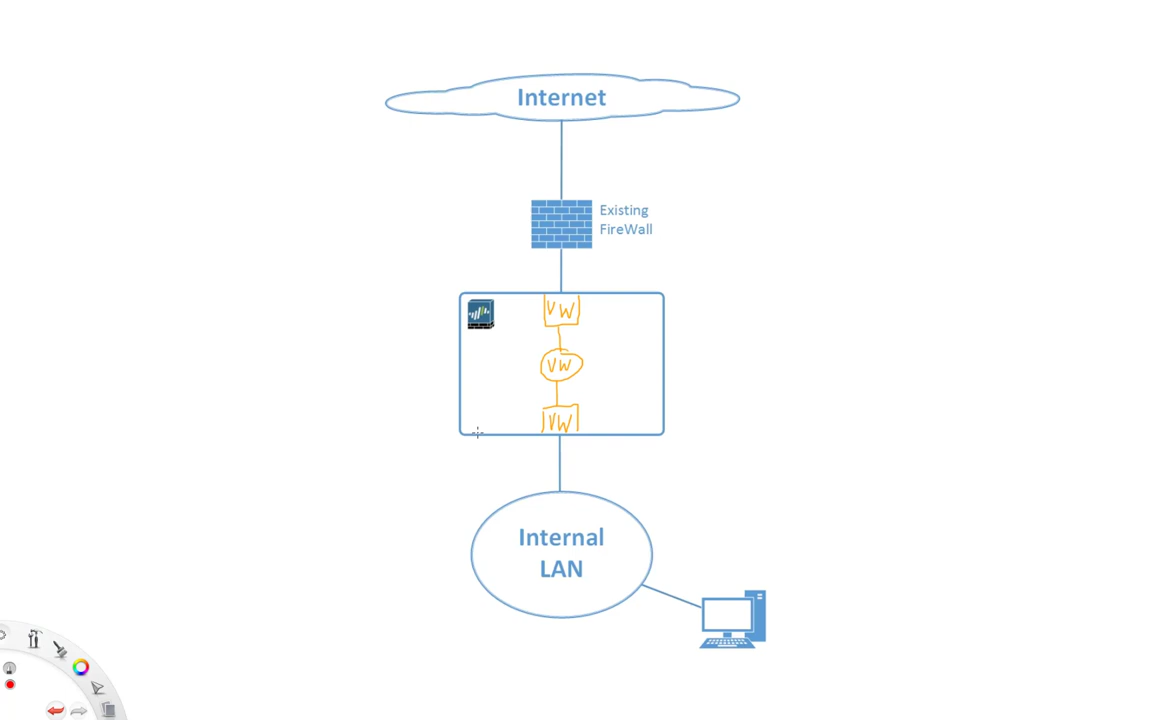 Internet
Existing
FireWall
VW
VW
VW
Internal
LAN